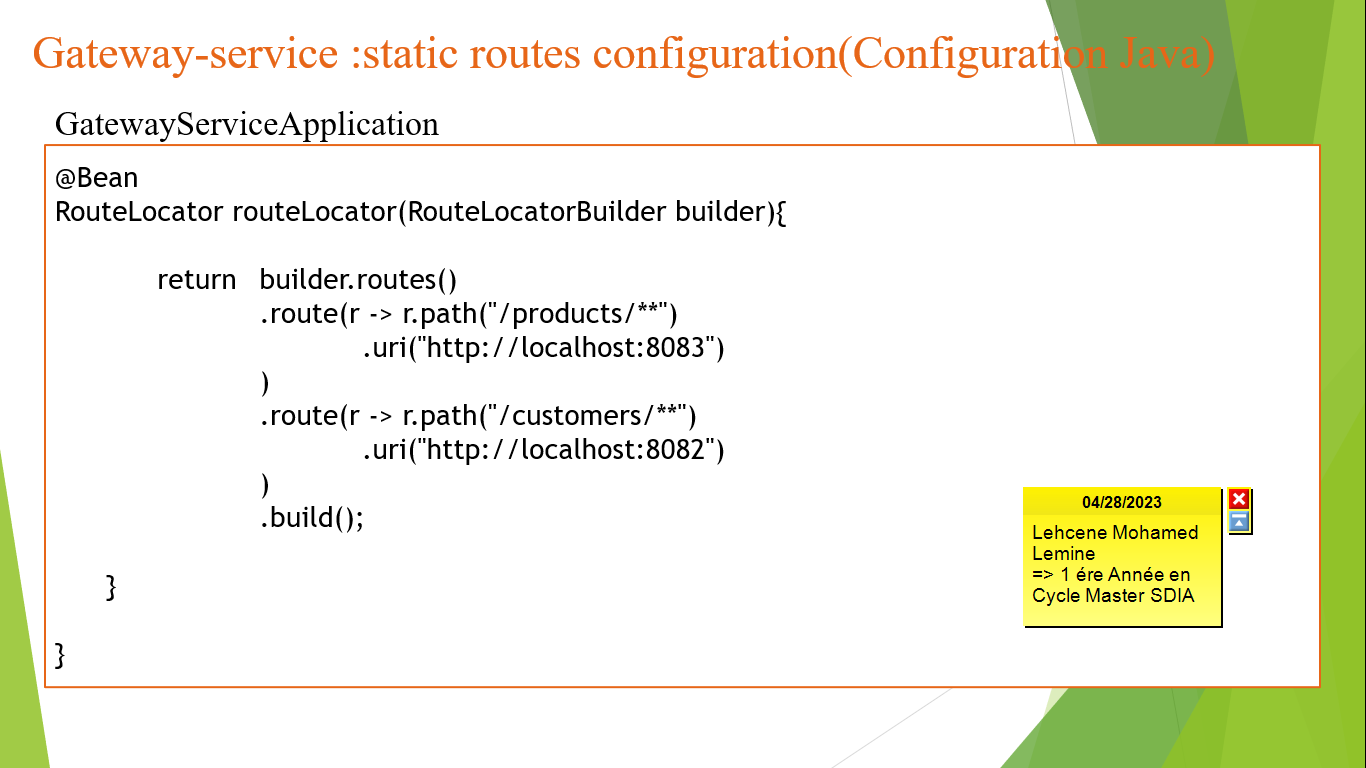 Gateway-service :static routes configuration(Configuration Java)
GatewayServiceApplication
@Bean
RouteLocator routeLocator(RouteLocatorBuilder builder){
return builder.routes()
.route(r -> r.path("/products/**")
.uri("http://localhost:8083")
)
.route(r -> r.path("/customers/**")
.uri("http://localhost:8082")
)
.build();
}
}
04/28/2023
Lehcene Mohamed
Lemine
=> 1 ére Année en
Cycle Master SDIA